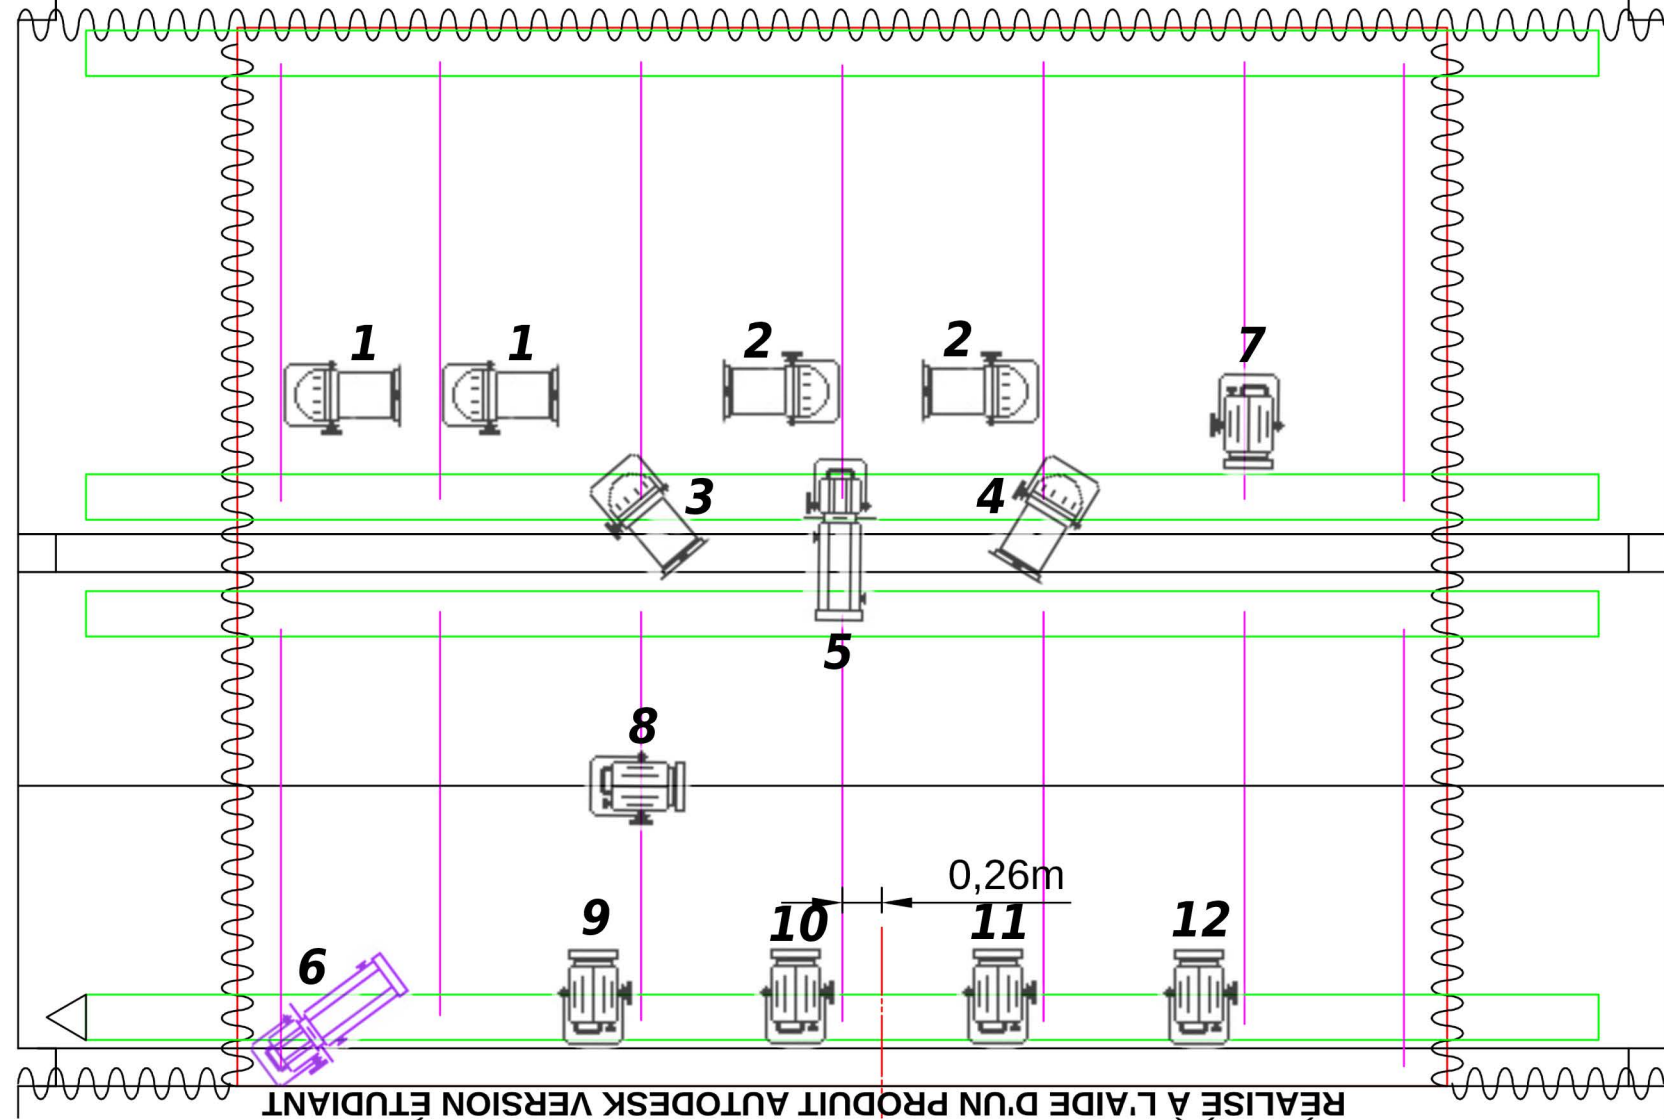 1 1 2 2 7
3 4
5
8
0,26m
9 10 11 12
6
RÉALISÉ À L'AIDE D'UN PRODUIT AUTODESK VERSION ÉTUDIANT